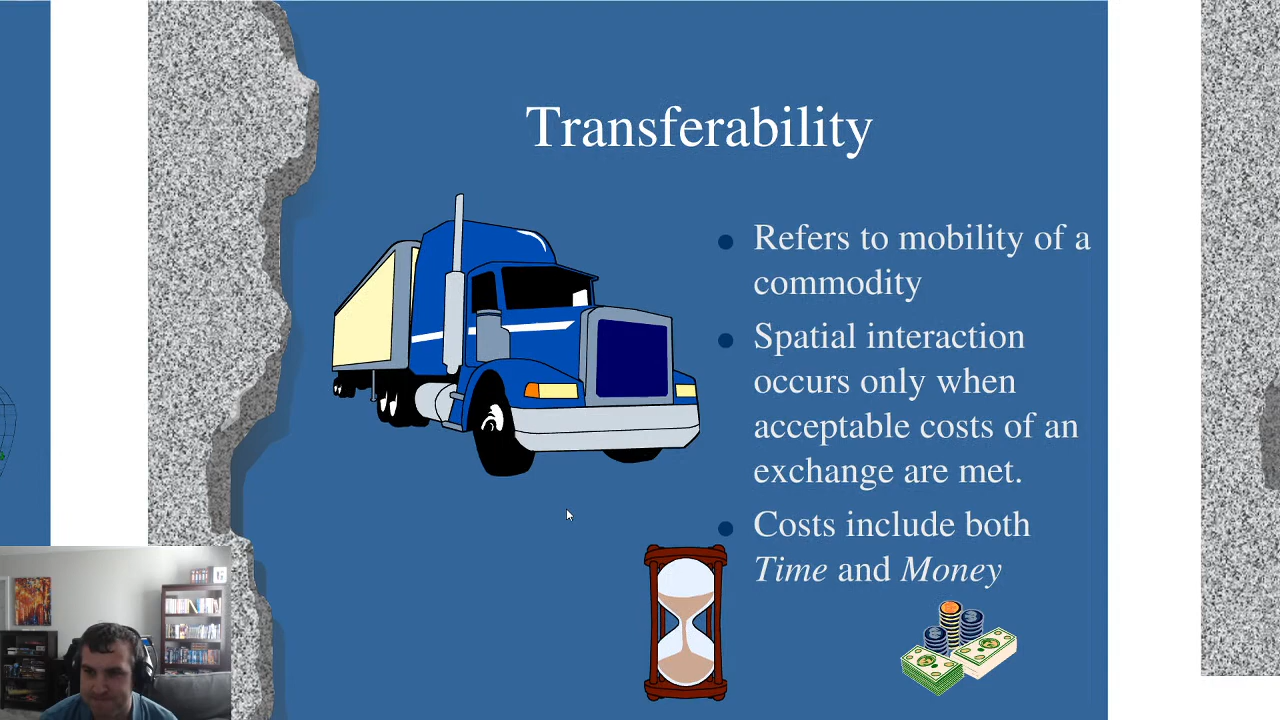 Transferability
Refers to mobility of a
commodity
Spatial interaction
occurs only when
acceptable costs of an
exchange are met.
Costs include both
Time and Money